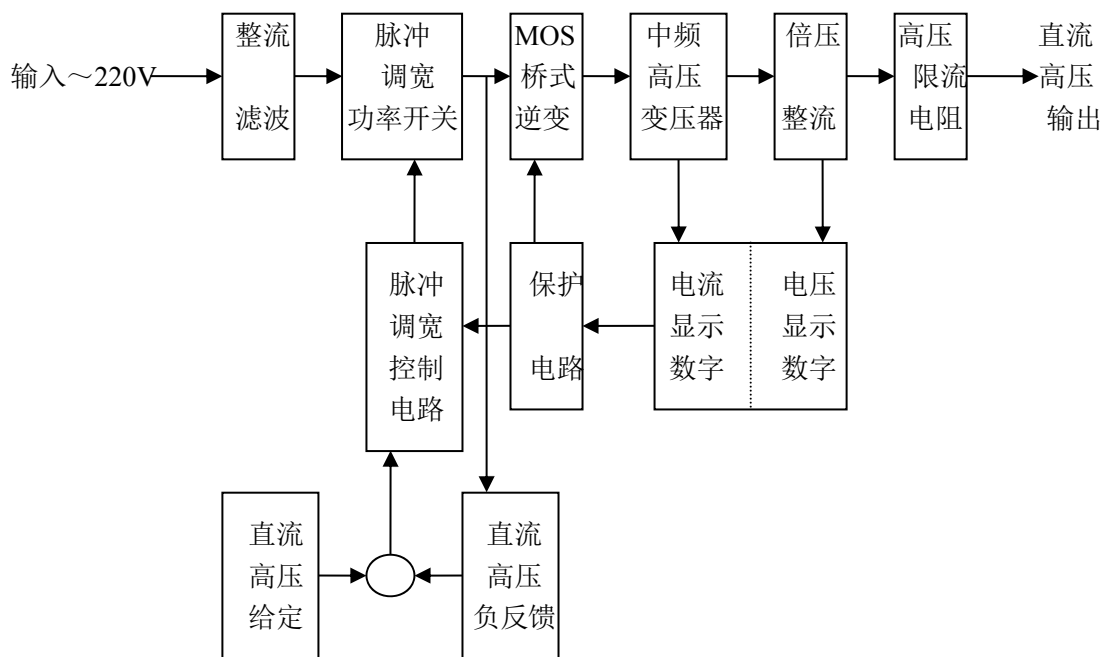 输入～220V
整流
滤波
脉冲
调宽
功率开关
MOS
桥式
逆变
中频
高压
变压器
倍压
整流
高压
限流
电阻
直流
高压
输出
脉冲
调宽
控制
电路
保护
电路
电流
显示
数字
电压
显示
数字
直流
高压
给定
直流
高压
负反馈